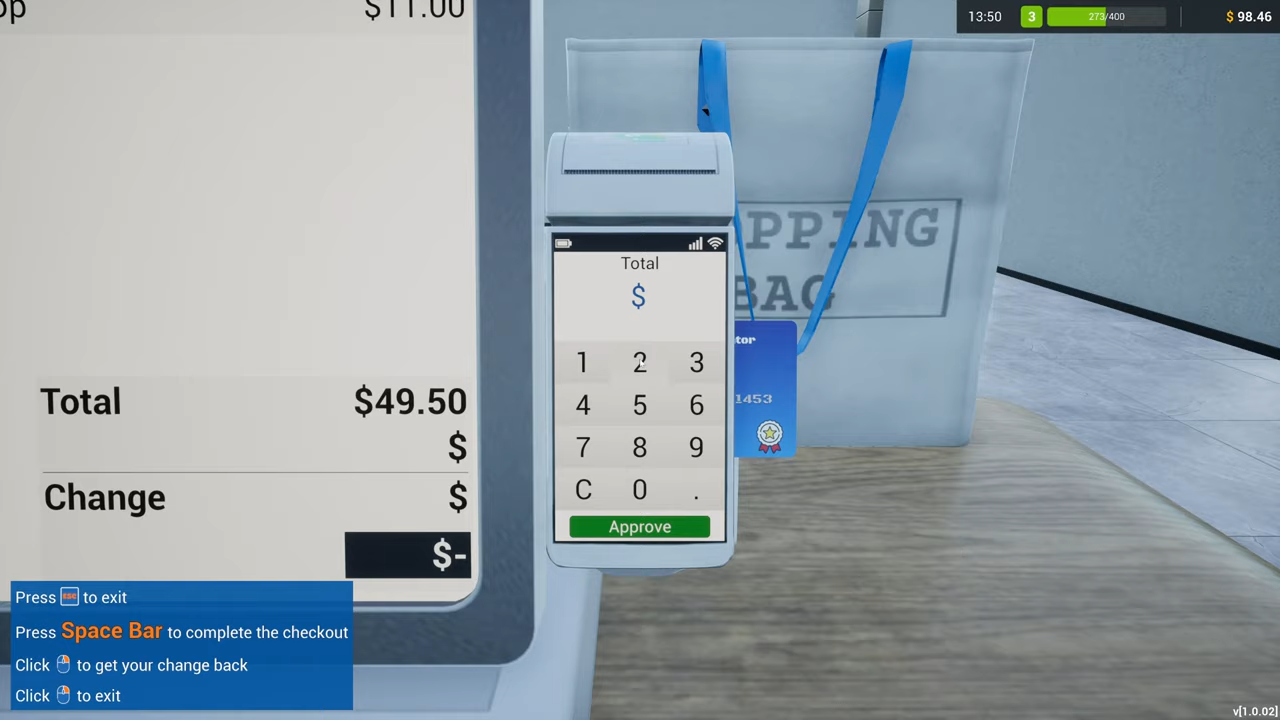 $11.00
13:50 3 273/400 $ 98.46
PPING
BAG
Total
$
1 2 3
4 5 6
7 8 9
C 0 .
Approve
tor
1453
Total $49.50
$
Change $
$-
Press ESC to exit
Press Space Bar to complete the checkout
Click to get your change back
Click to exit
v[1.0.02]